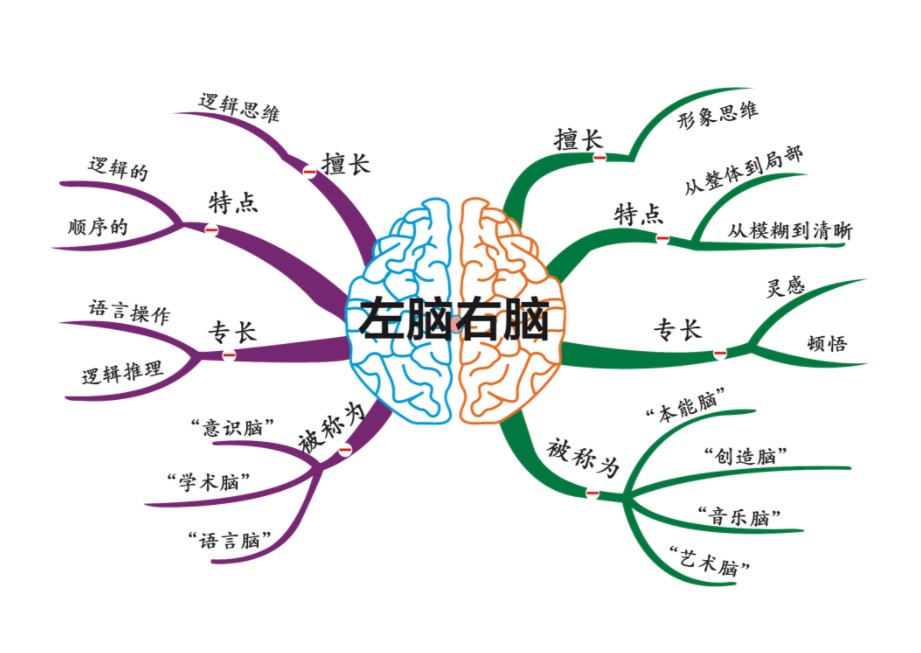 左脑右脑
擅长
逻辑思维
特点
逻辑的
顺序的
专长
语言操作
逻辑推理
被称为
“意识脑”
“学术脑”
“语言脑”
擅长
形象思维
特点
从整体到局部
从模糊到清晰
专长
灵感
顿悟
被称为
“本能脑”
“创造脑”
“音乐脑”
“艺术脑”